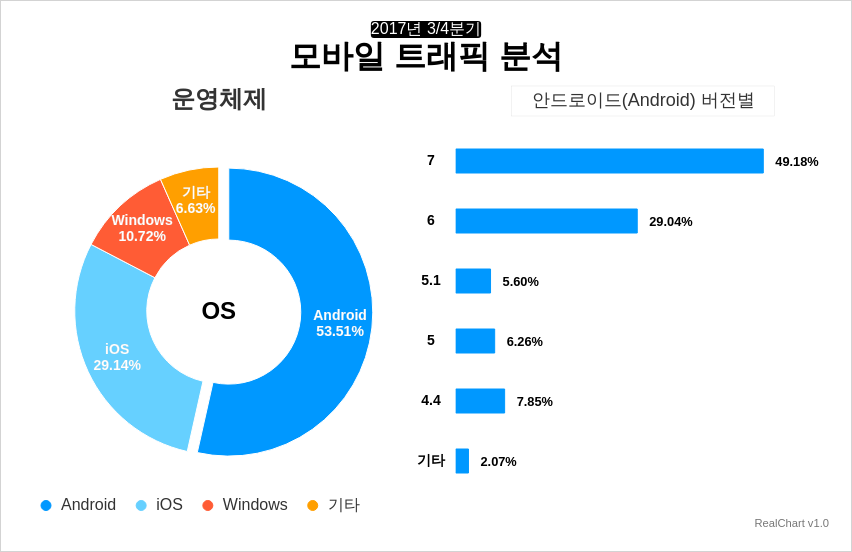 2017년 3/4분기
모바일 트래픽 분석
운영체제
안드로이드(Android) 버전별
기타
6.63%
Windows
10.72%
OS
Android
53.51%
iOS
29.14%
7
49.18%
6
29.04%
5.1
5.60%
5
6.26%
4.4
7.85%
기타
2.07%
Android
iOS
Windows
기타
RealChart v1.0